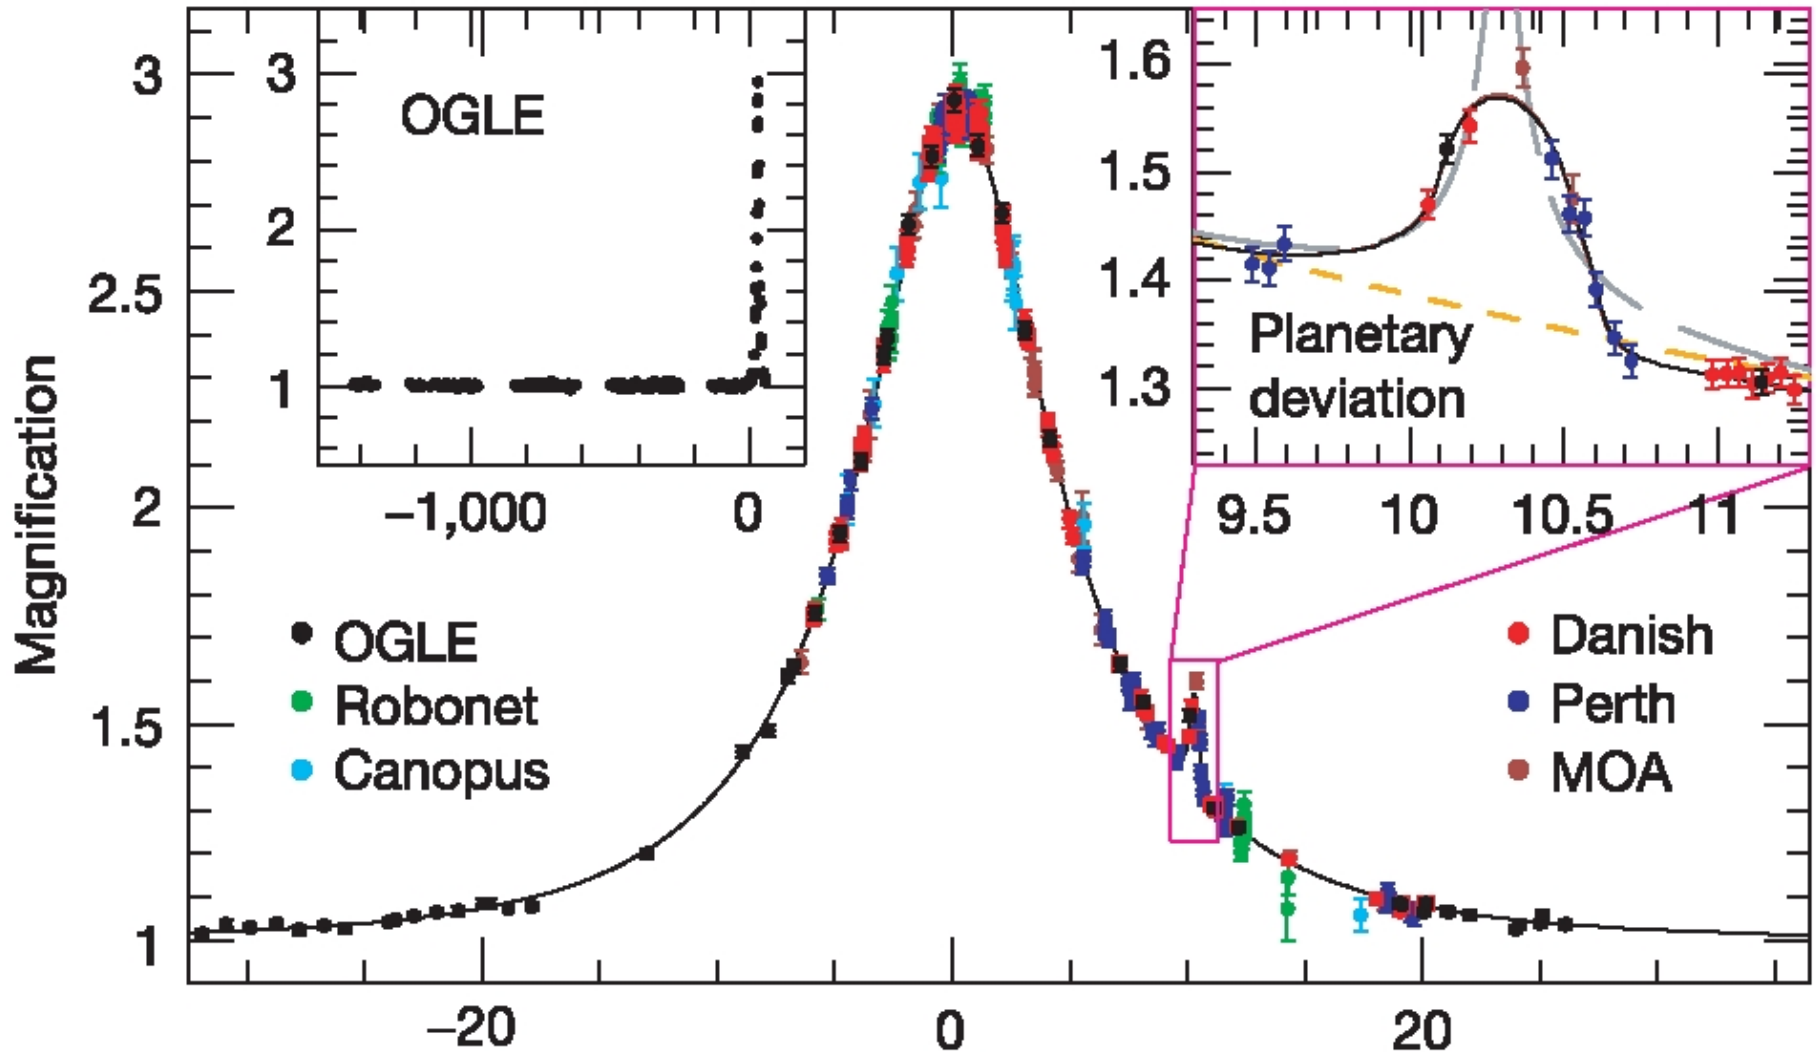 Magnification
3
2.5
2
1.5
1
−20
0
20
OGLE
3
2
1
−1,000
0
1.6
1.5
1.4
1.3
Planetary
deviation
9.5
10
10.5
11
OGLE
Robonet
Canopus
Danish
Perth
MOA